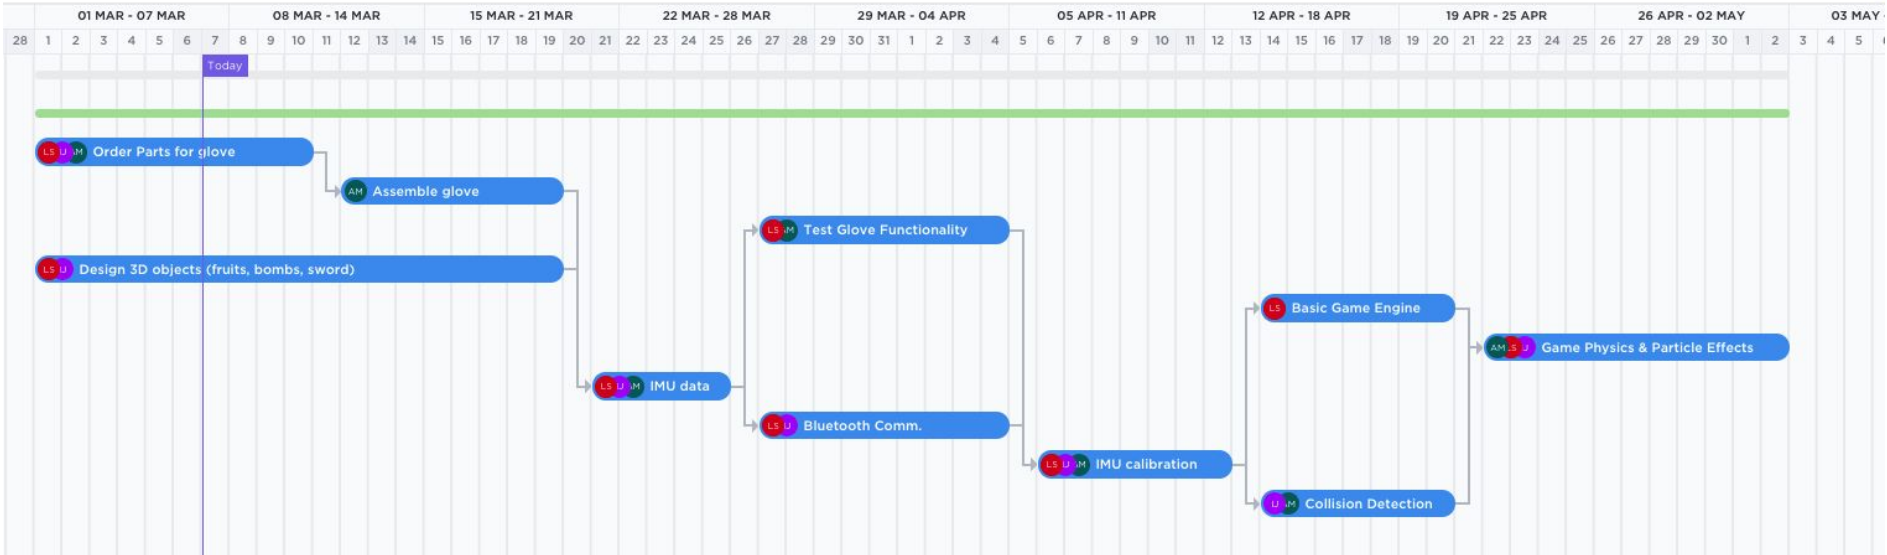 01 MAR - 07 MAR 08 MAR - 14 MAR 15 MAR - 21 MAR 22 MAR - 28 MAR 29 MAR - 04 APR 05 APR - 11 APR 12 APR - 18 APR 19 APR - 25 APR 26 APR - 02 MAY 03 MAY -
28 1 2 3 4 5 6 7 8 9 10 11 12 13 14 15 16 17 18 19 20 21 22 23 24 25 26 27 28 29 30 31 1 2 3 4 5 6 7 8 9 10 11 12 13 14 15 16 17 18 19 20 21 22 23 24 25 26 27 28 29 30 1 2 3 4 5
Today
LS IJ AM Order Parts for glove
AM Assemble glove
LS Test Glove Functionality
LS IJ Design 3D objects (fruits, bombs, sword)
LS Basic Game Engine
AM Game Physics & Particle Effects
LS IJ IMU data
LS IJ Bluetooth Comm.
LS IJ IMU calibration
IJ Collision Detection